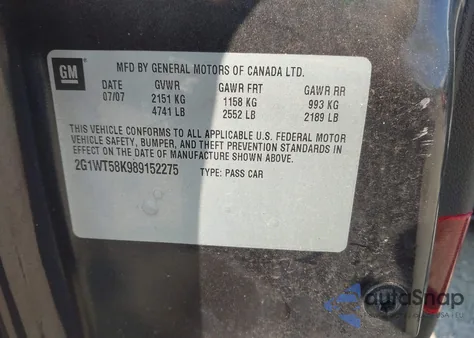 GM
MFD BY GENERAL MOTORS OF CANADA LTD.
DATE GVWR GAWR FRT GAWR RR
07/07 2151 KG 1158 KG 993 KG
4741 LB 2552 LB 2189 LB
THIS VEHICLE CONFORMS TO ALL APPLICABLE U.S. FEDERAL MOTOR
VEHICLE SAFETY, BUMPER, AND THEFT PREVENTION STANDARDS IN
EFFECT ON THE DATE OF MANUFACTURE SHOWN ABOVE.
2G1WT58K989152275 TYPE: PASS CAR
AutaSnap